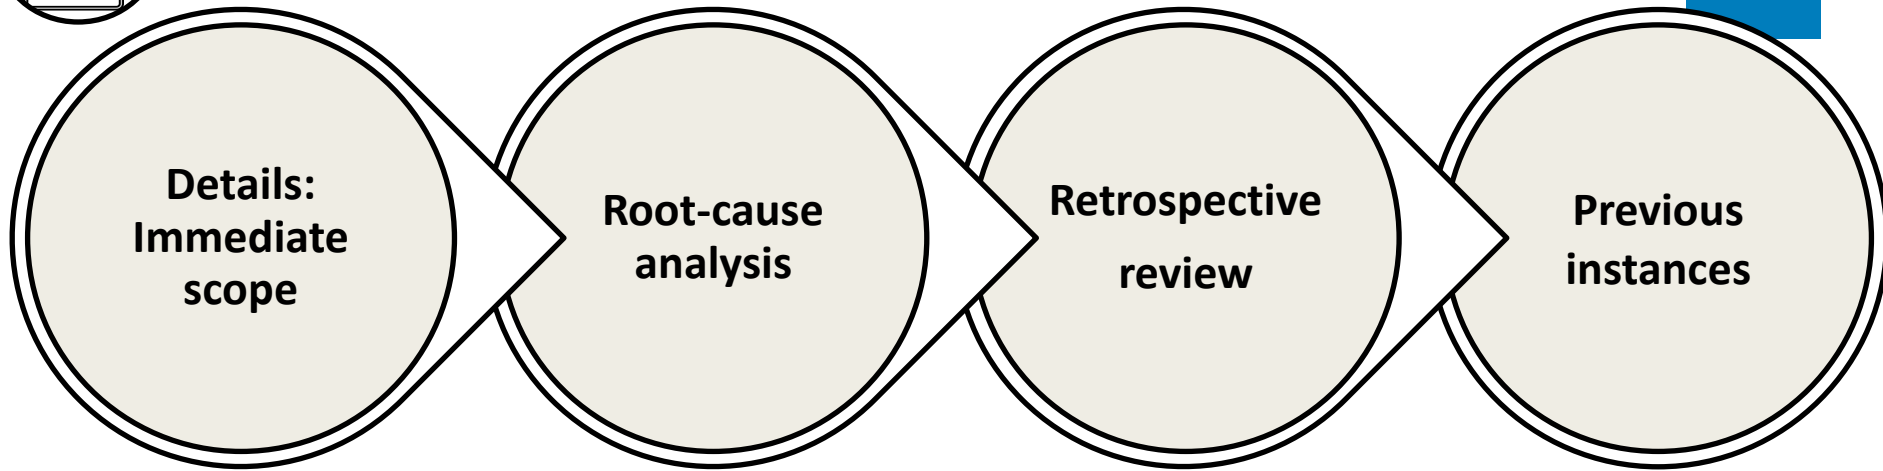 Details:
Immediate
scope
Root-cause
analysis
Retrospective
review
Previous
instances